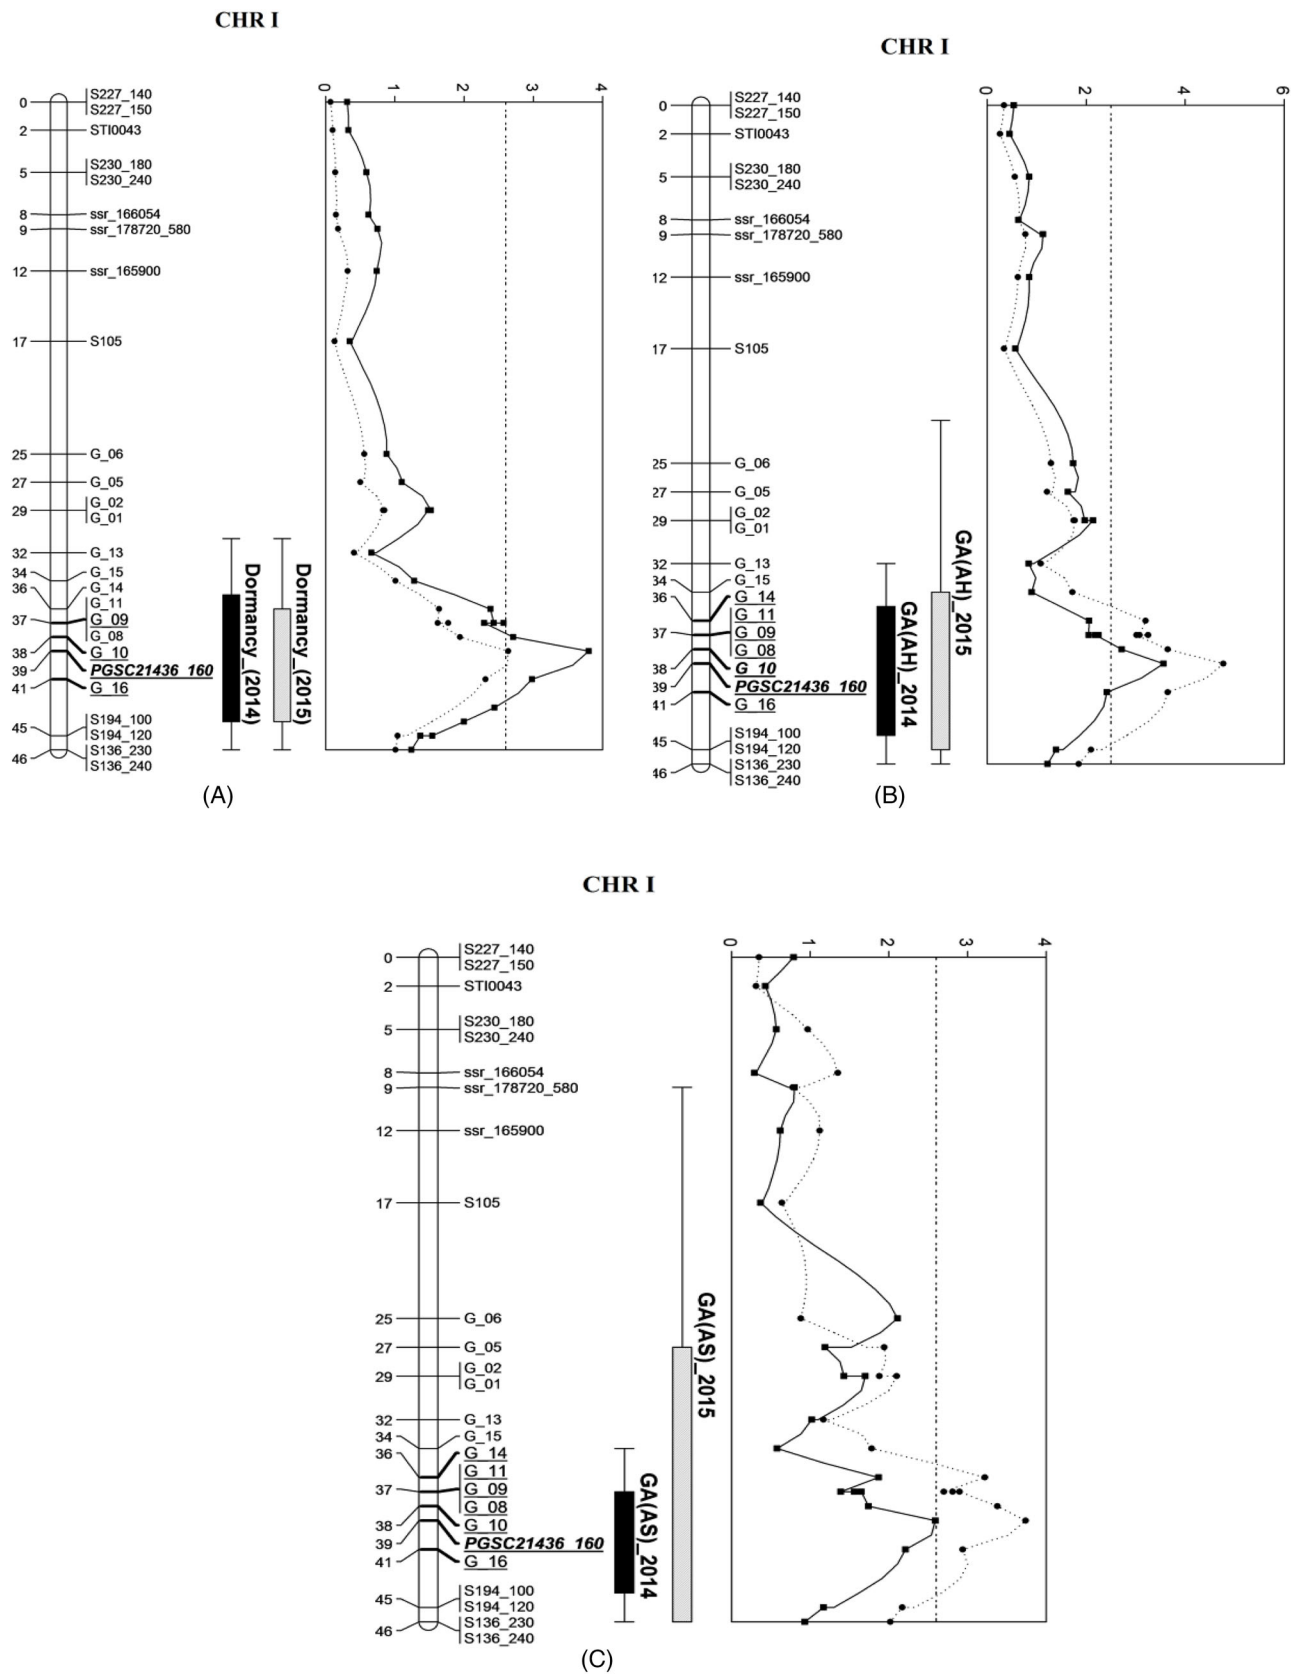 CHR I
0 S227_140
S227_150
2 STI0043
5 S230_180
S230_240
8 ssr_166054
9 ssr_178720_580
12 ssr_165900
17 S105
25 G_06
27 G_05
29 G_02
G_01
32 G_13
34 G_15
36 G_14
G_11
37 G_09
G_08
38 G_10
39 PGSC21436_160
41 G_16
45 S194_100
S194_120
46 S136_230
S136_240
Dormancy_(2014)
Dormancy_(2015)
0 1 2 3 4
(A)
CHR I
0 S227_140
S227_150
2 STI0043
5 S230_180
S230_240
8 ssr_166054
9 ssr_178720_580
12 ssr_165900
17 S105
25 G_06
27 G_05
29 G_02
G_01
32 G_13
34 G_15
36 G_14
G_11
37 G_09
G_08
38 G_10
39 PGSC21436_160
41 G_16
45 S194_100
S194_120
46 S136_230
S136_240
GA(AH)_2014
GA(AH)_2015
0 2 4 6
(B)
CHR I
0 S227_140
S227_150
2 STI0043
5 S230_180
S230_240
8 ssr_166054
9 ssr_178720_580
12 ssr_165900
17 S105
25 G_06
27 G_05
29 G_02
G_01
32 G_13
34 G_15
36 G_14
G_11
37 G_09
G_08
38 G_10
39 PGSC21436_160
41 G_16
45 S194_100
S194_120
46 S136_230
S136_240
GA(AS)_2014
GA(AS)_2015
0 1 2 3 4
(C)